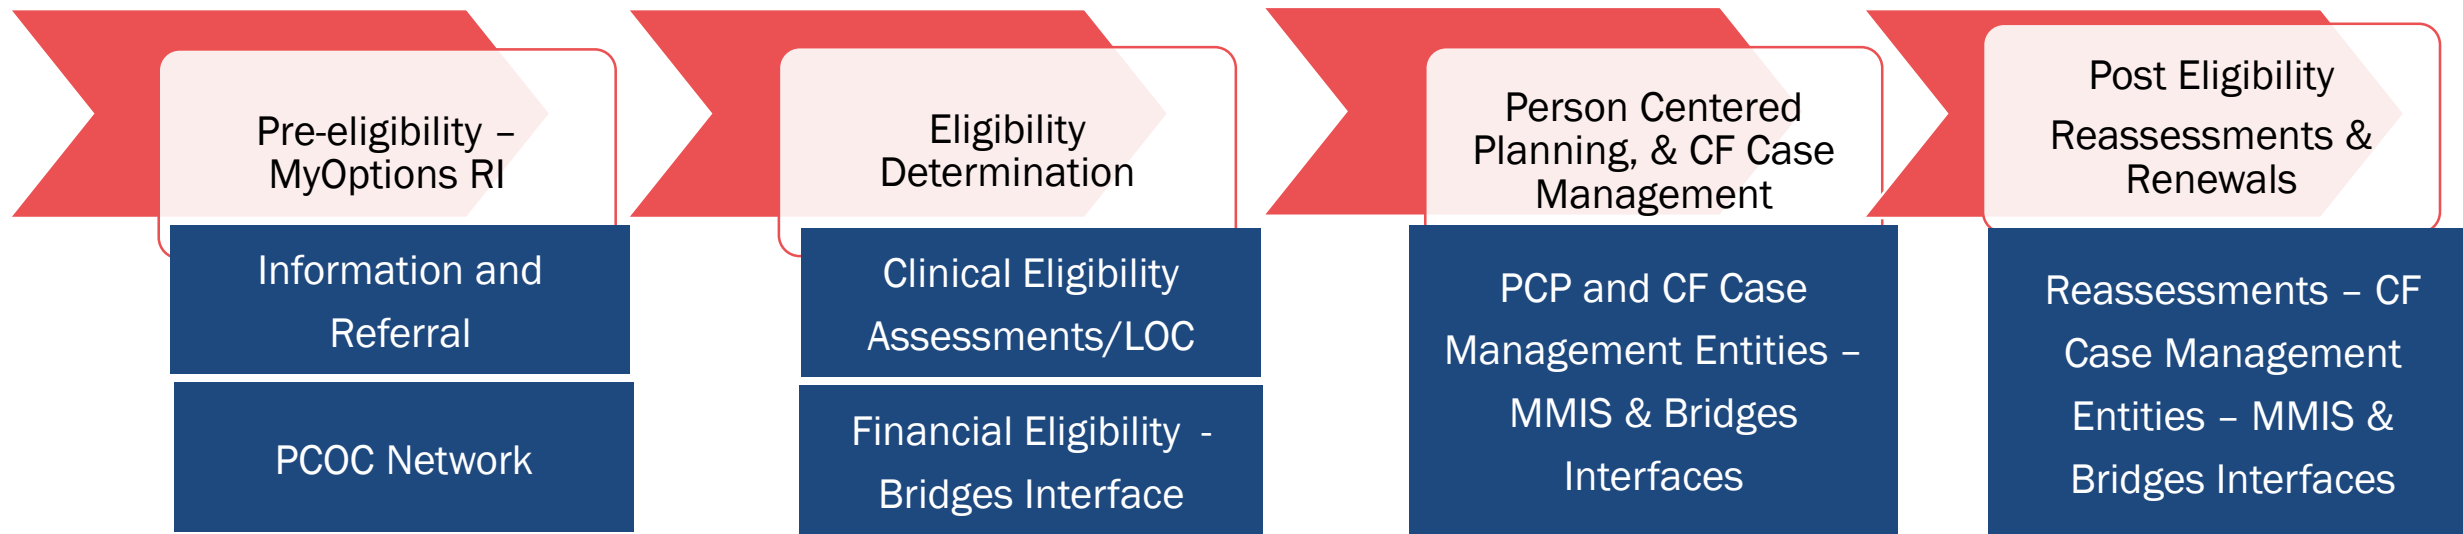 Pre-eligibility –
MyOptions RI
Information and
Referral
PCOC Network
Eligibility
Determination
Clinical Eligibility
Assessments/LOC
Financial Eligibility -
Bridges Interface
Person Centered
Planning, & CF Case
Management
PCP and CF Case
Management Entities –
MMIS & Bridges
Interfaces
Post Eligibility
Reassessments &
Renewals
Reassessments – CF
Case Management
Entities – MMIS &
Bridges Interfaces